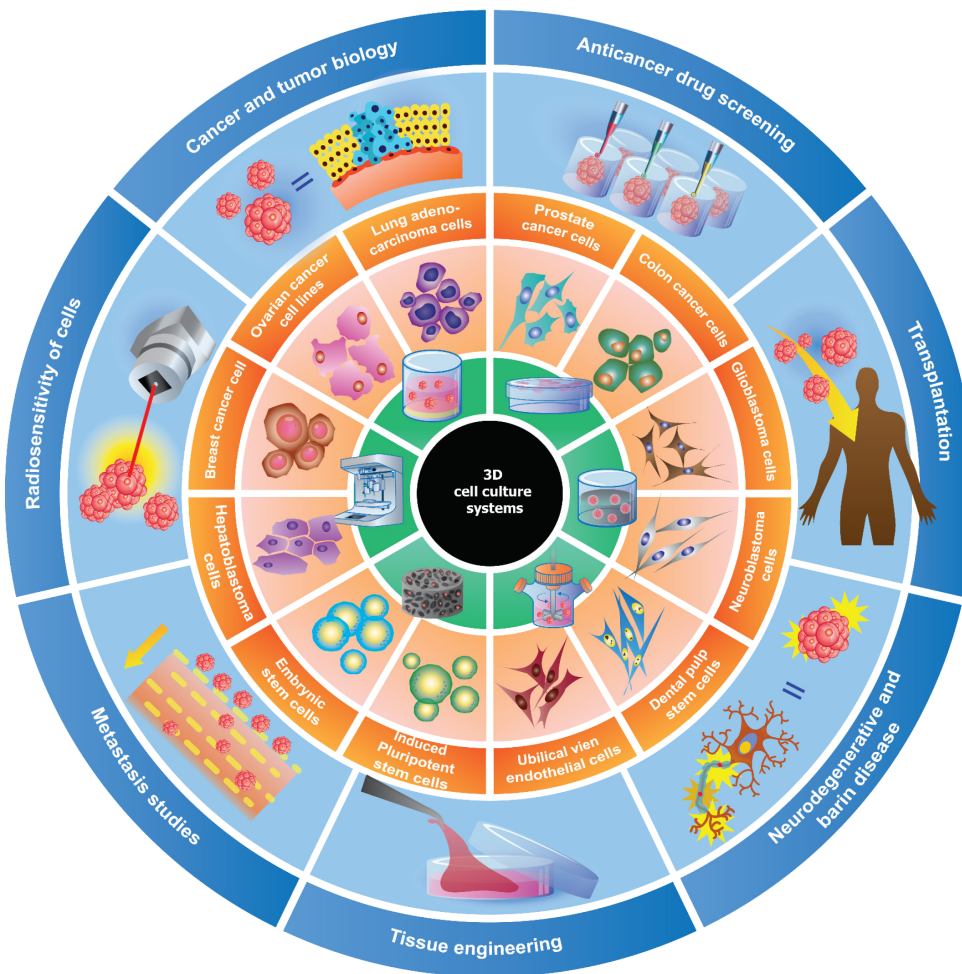 Cancer and tumor biology
Anticancer drug screening
Transplantation
Neurodegenerative and
barin disease
Tissue engineering
Metastasis studies
Radiosensitivity of cells
Lung adeno-
carcinoma cells
Prostate
cancer cells
Colon cancer cells
Glioblastoma cells
Neuroblastoma cells
Dental pulp
stem cells
Ubilical vien
endothelial cells
Induced
Pluripotent
stem cells
Embrynic
stem cells
Hepatoblastoma
cells
Breast cancer cell
Ovarian cancer
cell lines
3D
cell culture
systems